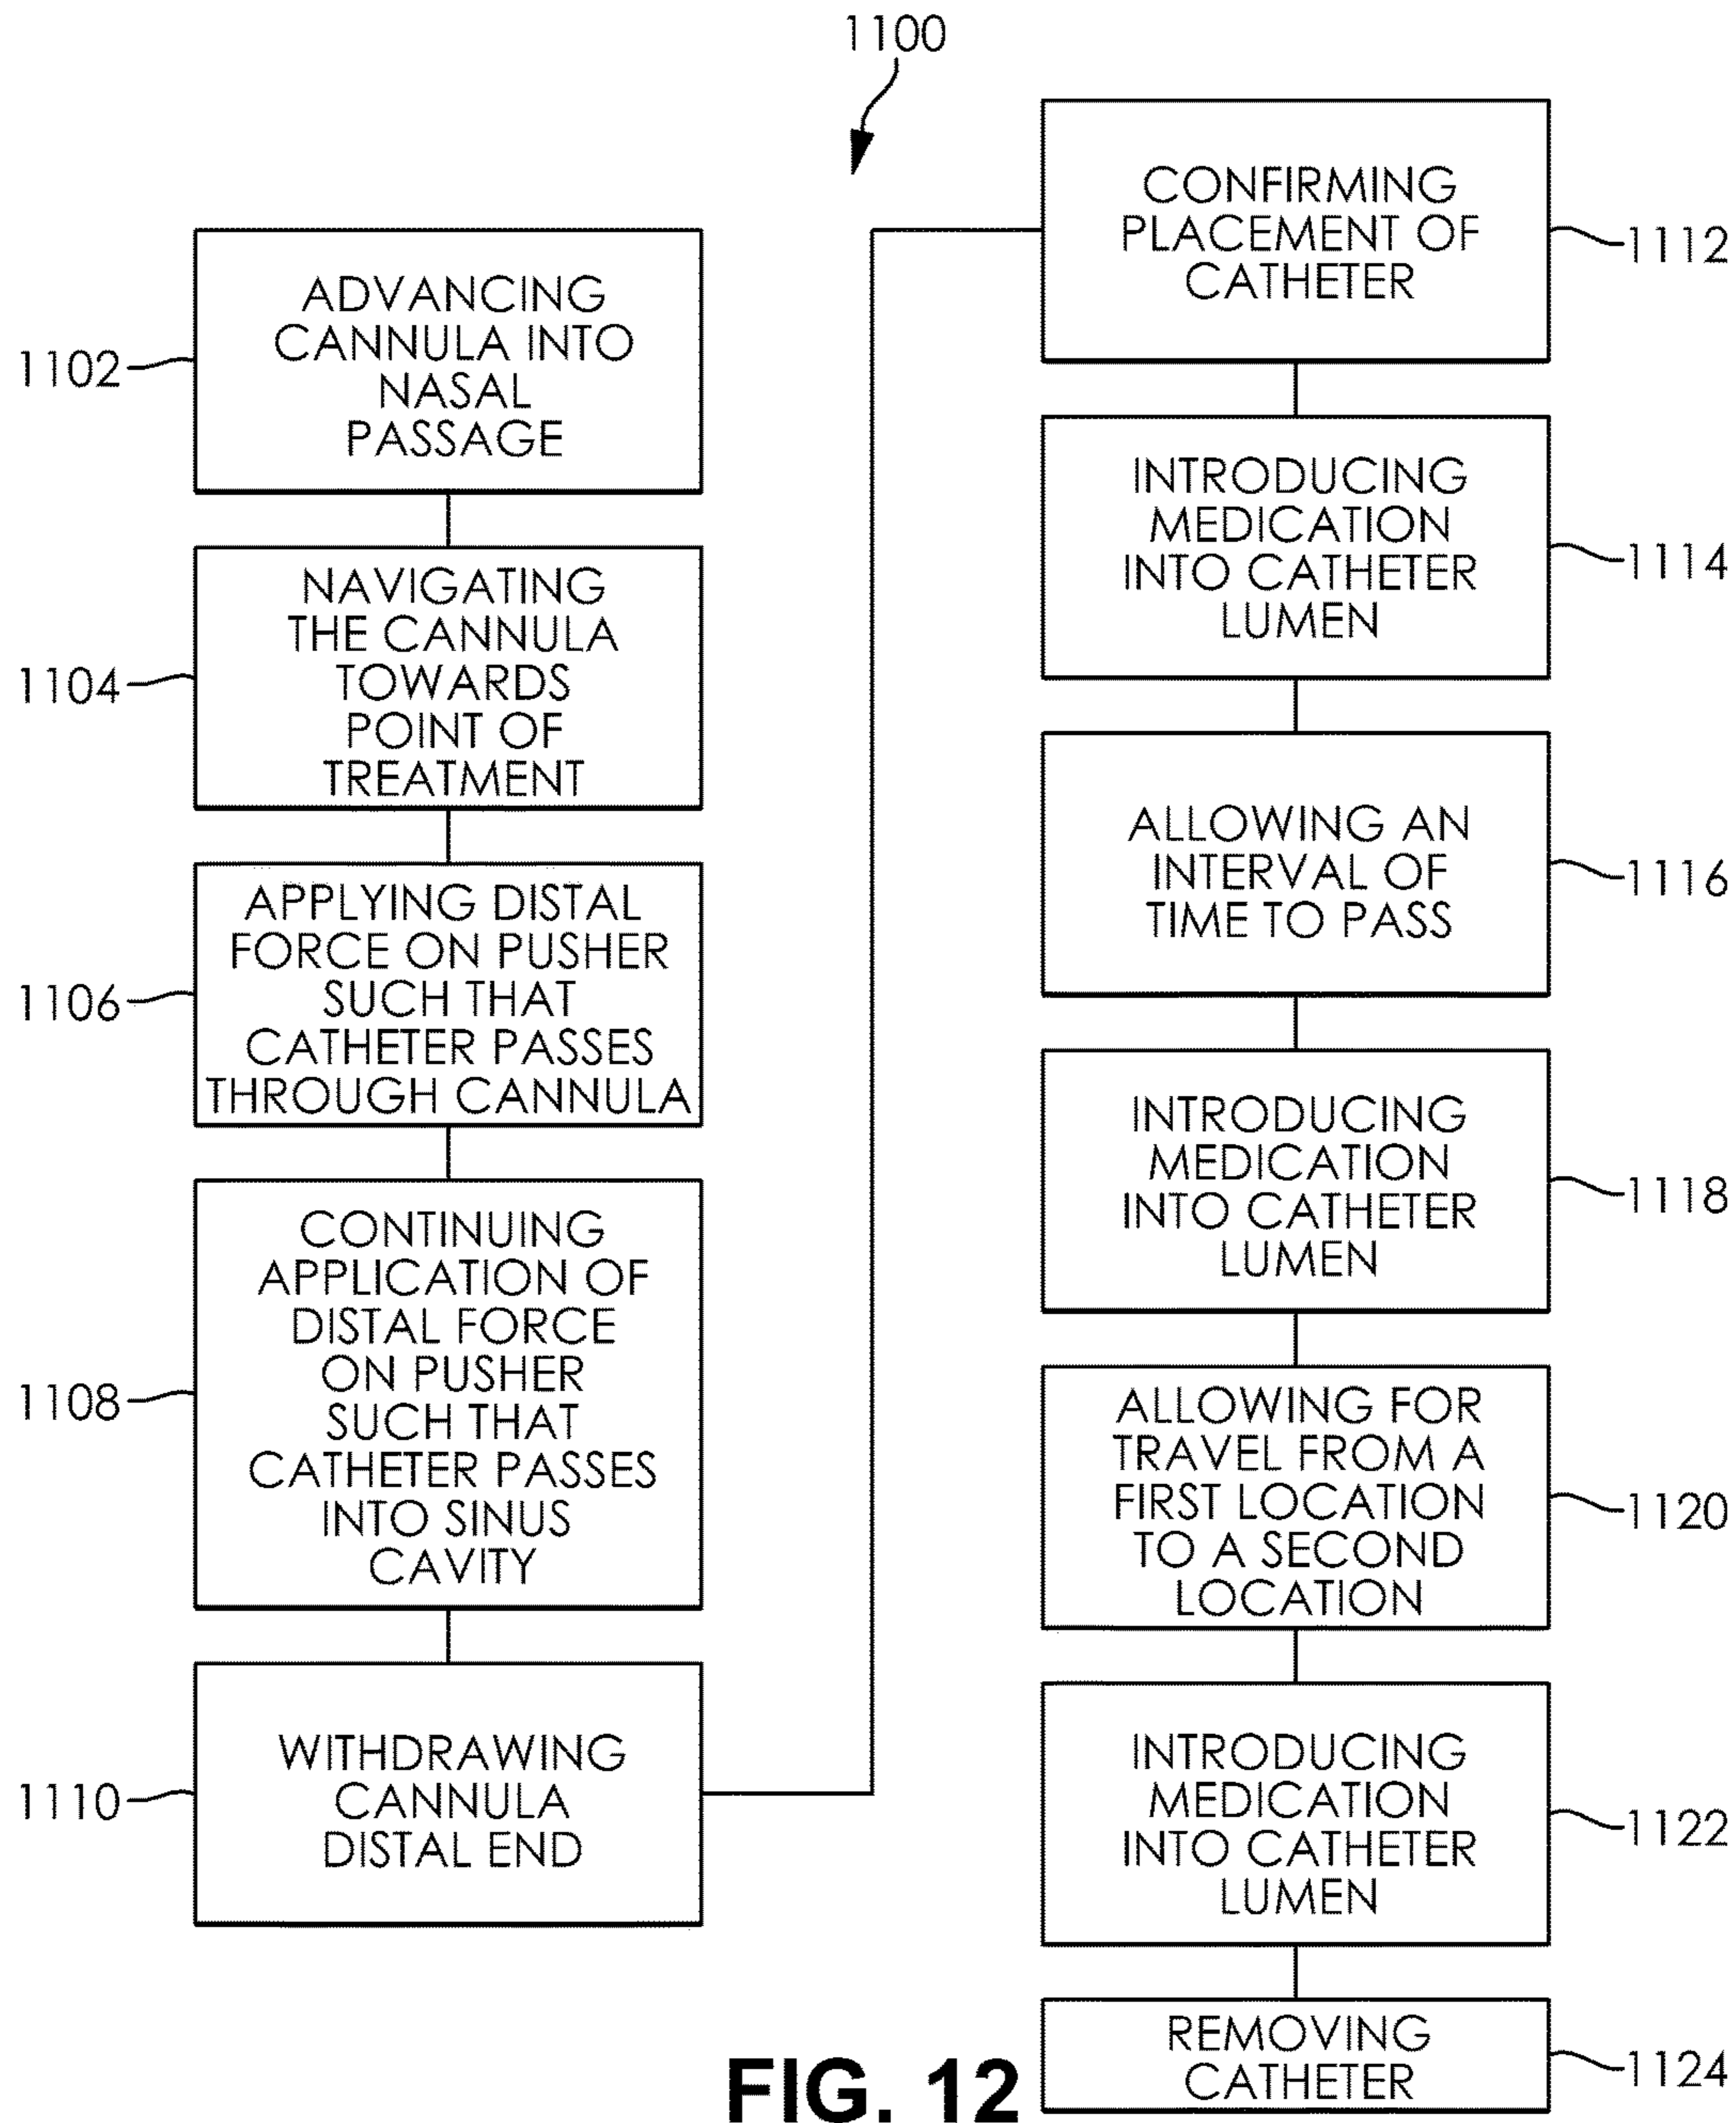 1100
ADVANCING
CANNULA INTO
NASAL
PASSAGE
1102
NAVIGATING
THE CANNULA
TOWARDS
POINT OF
TREATMENT
1104
APPLYING DISTAL
FORCE ON PUSHER
SUCH THAT
CATHETER PASSES
THROUGH CANNULA
1106
CONTINUING
APPLICATION OF
DISTAL FORCE
ON PUSHER
SUCH THAT
CATHETER PASSES
INTO SINUS
CAVITY
1108
WITHDRAWING
CANNULA
DISTAL END
1110
CONFIRMING
PLACEMENT OF
CATHETER
1112
INTRODUCING
MEDICATION
INTO CATHETER
LUMEN
1114
ALLOWING AN
INTERVAL OF
TIME TO PASS
1116
INTRODUCING
MEDICATION
INTO CATHETER
LUMEN
1118
ALLOWING FOR
TRAVEL FROM A
FIRST LOCATION
TO A SECOND
LOCATION
1120
INTRODUCING
MEDICATION
INTO CATHETER
LUMEN
1122
REMOVING
CATHETER
1124
FIG. 12